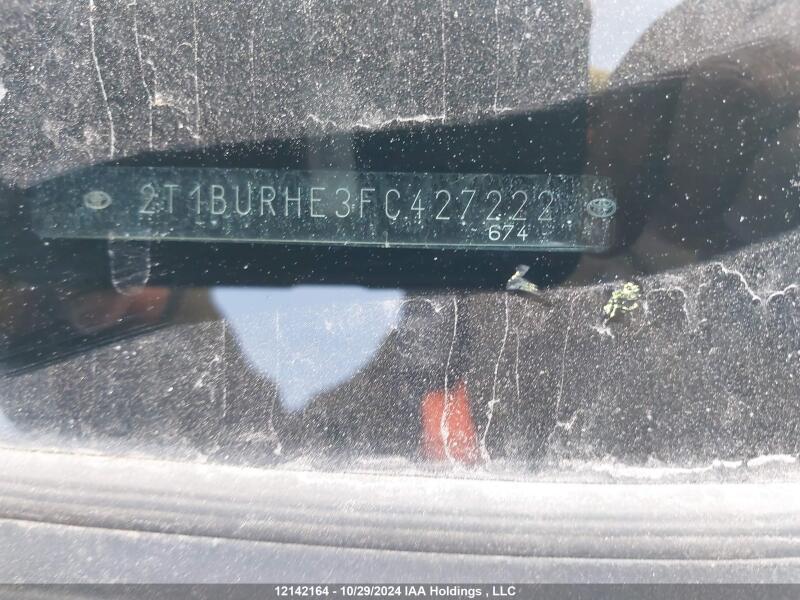 2T1BURHE3FC427222
674
12142164 - 10/29/2024 IAA Holdings , LLC